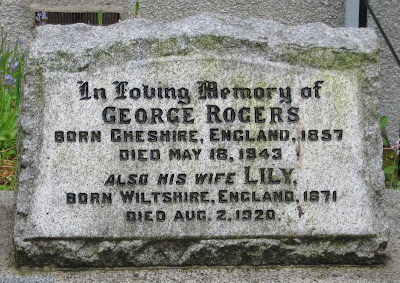 In Loving Memory of
GEORGE ROGERS
BORN CHESHIRE, ENGLAND, 1857
DIED MAY 18, 1943
ALSO HIS WIFE LILY,
BORN WILTSHIRE, ENGLAND, 1871
DIED AUG. 2, 1920.